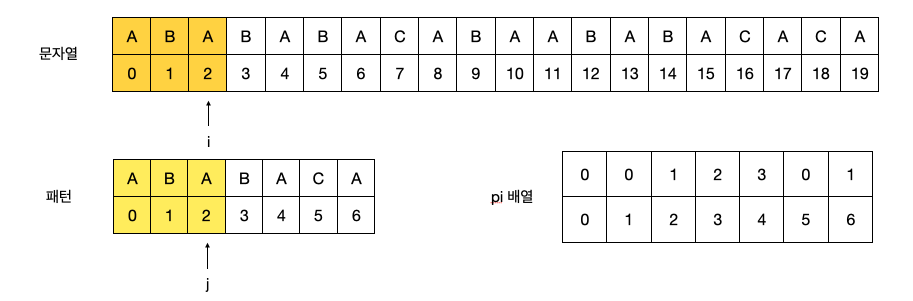 문자열
A B A B A B A C A B A A B A B A C A C A
0 1 2 3 4 5 6 7 8 9 10 11 12 13 14 15 16 17 18 19
i
패턴
A B A B A C A
0 1 2 3 4 5 6
j
pi 배열
0 0 1 2 3 0 1
0 1 2 3 4 5 6